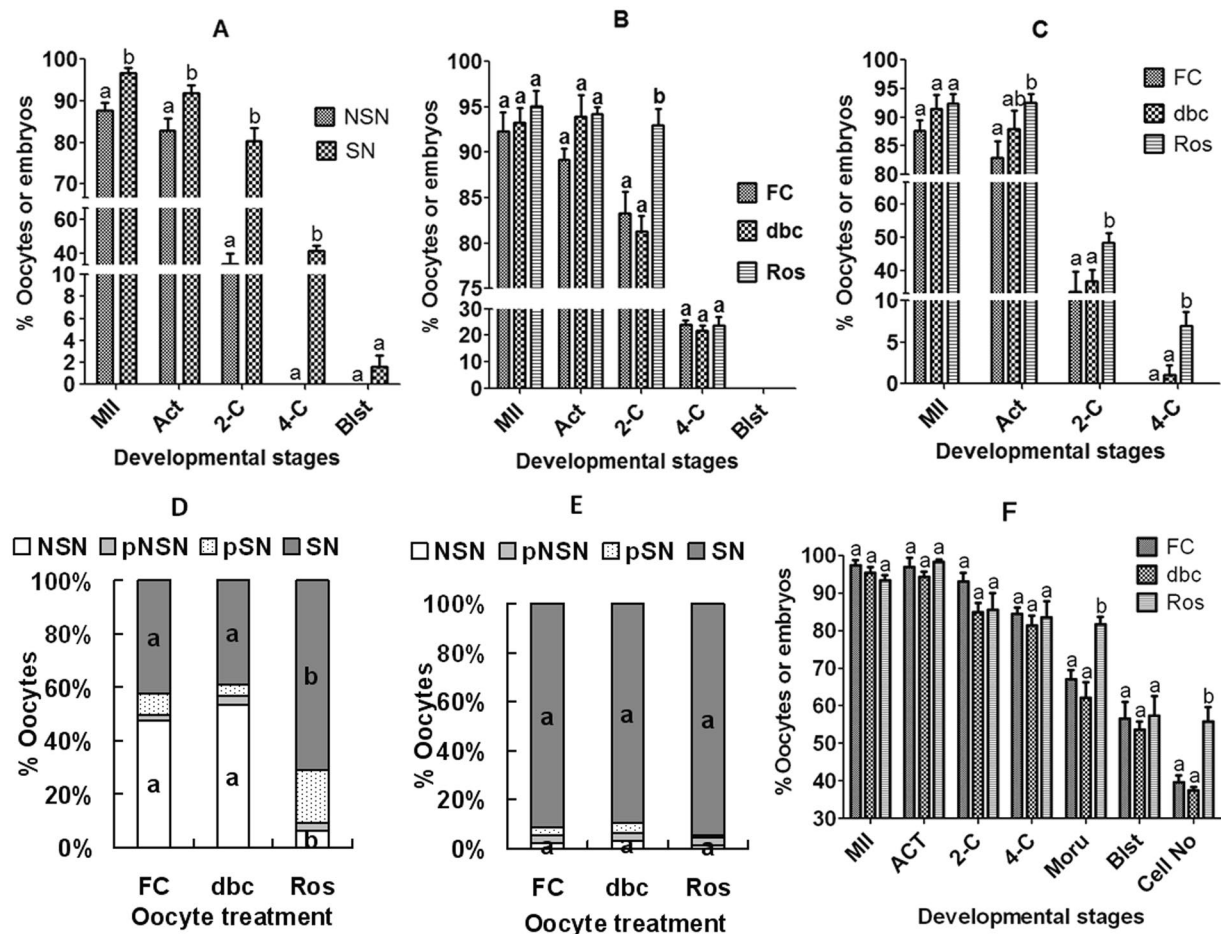 A
% Oocytes or embryos
100
90
80
70
60
40
20
10
8
6
4
2
0
a b
a b
a b
a b
a a
NSN
SN
MII Act 2-C 4-C Blst
Developmental stages
B
% Oocytes or embryos
100
95
90
85
80
75
30
20
10
0
a a a
a a a
a a b
a a a
FC
dbc
Ros
MII Act 2-C 4-C Blst
Developmental stages
C
% Oocytes or embryos
100
95
90
85
80
60
50
40
10
5
0
a a a
a ab b
a a b
a a b
FC
dbc
Ros
MII Act 2-C 4-C
Developmental stages
D
NSN pNSN pSN SN
% Oocytes
100%
80%
60%
40%
20%
0%
a a b
a a b
FC dbc Ros
Oocyte treatment
E
NSN pNSN pSN SN
% Oocytes
100%
80%
60%
40%
20%
0%
a a a
a a a
FC dbc Ros
Oocyte treatment
F
%Oocytes or embryos
100
90
80
70
60
50
40
30
a a a
a a a
a a a
a a a
a a b
a a a
a a b
FC
dbc
Ros
MII ACT 2-C 4-C Moru Blst Cell No
Developmental stages